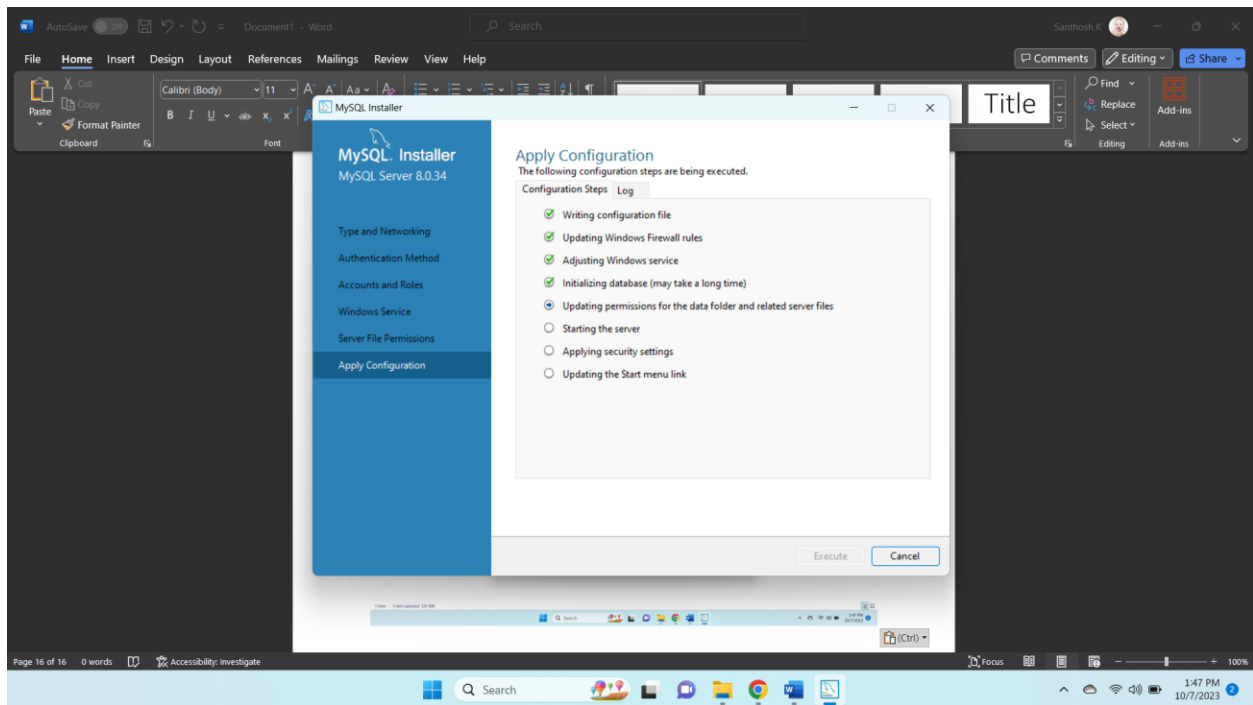 AutoSave Off Document1 - Word Search Santhosh K
File Home Insert Design Layout References Mailings Review View Help Comments Editing Share
Paste Cut Copy Format Painter
Calibri (Body) 11 A A Aa A
B I U ab x x
Title
Find
Replace
Select
Add-ins
Clipboard Font Editing Add-ins
MySQL Installer
MySQL. Installer
MySQL Server 8.0.34
Type and Networking
Authentication Method
Accounts and Roles
Windows Service
Server File Permissions
Apply Configuration
Apply Configuration
The following configuration steps are being executed.
Configuration Steps Log
Writing configuration file
Updating Windows Firewall rules
Adjusting Windows service
Initializing database (may take a long time)
Updating permissions for the data folder and related server files
Starting the server
Applying security settings
Updating the Start menu link
Execute Cancel
Search
(Ctrl)
Page 16 of 16 0 words Accessibility: Investigate Focus 100%
Search
1:47 PM
10/7/2023 2